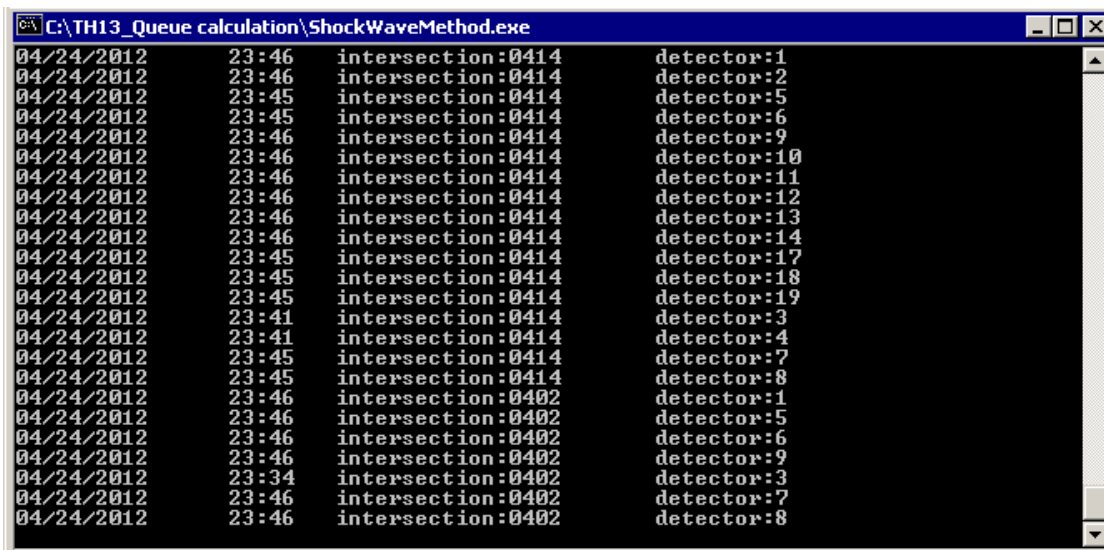 C:\TH13_Queue calculation\ShockWaveMethod.exe
04/24/2012 23:46 intersection:0414 detector:1
04/24/2012 23:46 intersection:0414 detector:2
04/24/2012 23:45 intersection:0414 detector:5
04/24/2012 23:45 intersection:0414 detector:6
04/24/2012 23:46 intersection:0414 detector:9
04/24/2012 23:46 intersection:0414 detector:10
04/24/2012 23:46 intersection:0414 detector:11
04/24/2012 23:46 intersection:0414 detector:12
04/24/2012 23:46 intersection:0414 detector:13
04/24/2012 23:46 intersection:0414 detector:14
04/24/2012 23:45 intersection:0414 detector:17
04/24/2012 23:45 intersection:0414 detector:18
04/24/2012 23:45 intersection:0414 detector:19
04/24/2012 23:41 intersection:0414 detector:3
04/24/2012 23:41 intersection:0414 detector:4
04/24/2012 23:45 intersection:0414 detector:7
04/24/2012 23:45 intersection:0414 detector:8
04/24/2012 23:46 intersection:0402 detector:1
04/24/2012 23:46 intersection:0402 detector:5
04/24/2012 23:46 intersection:0402 detector:6
04/24/2012 23:46 intersection:0402 detector:9
04/24/2012 23:34 intersection:0402 detector:3
04/24/2012 23:46 intersection:0402 detector:7
04/24/2012 23:46 intersection:0402 detector:8